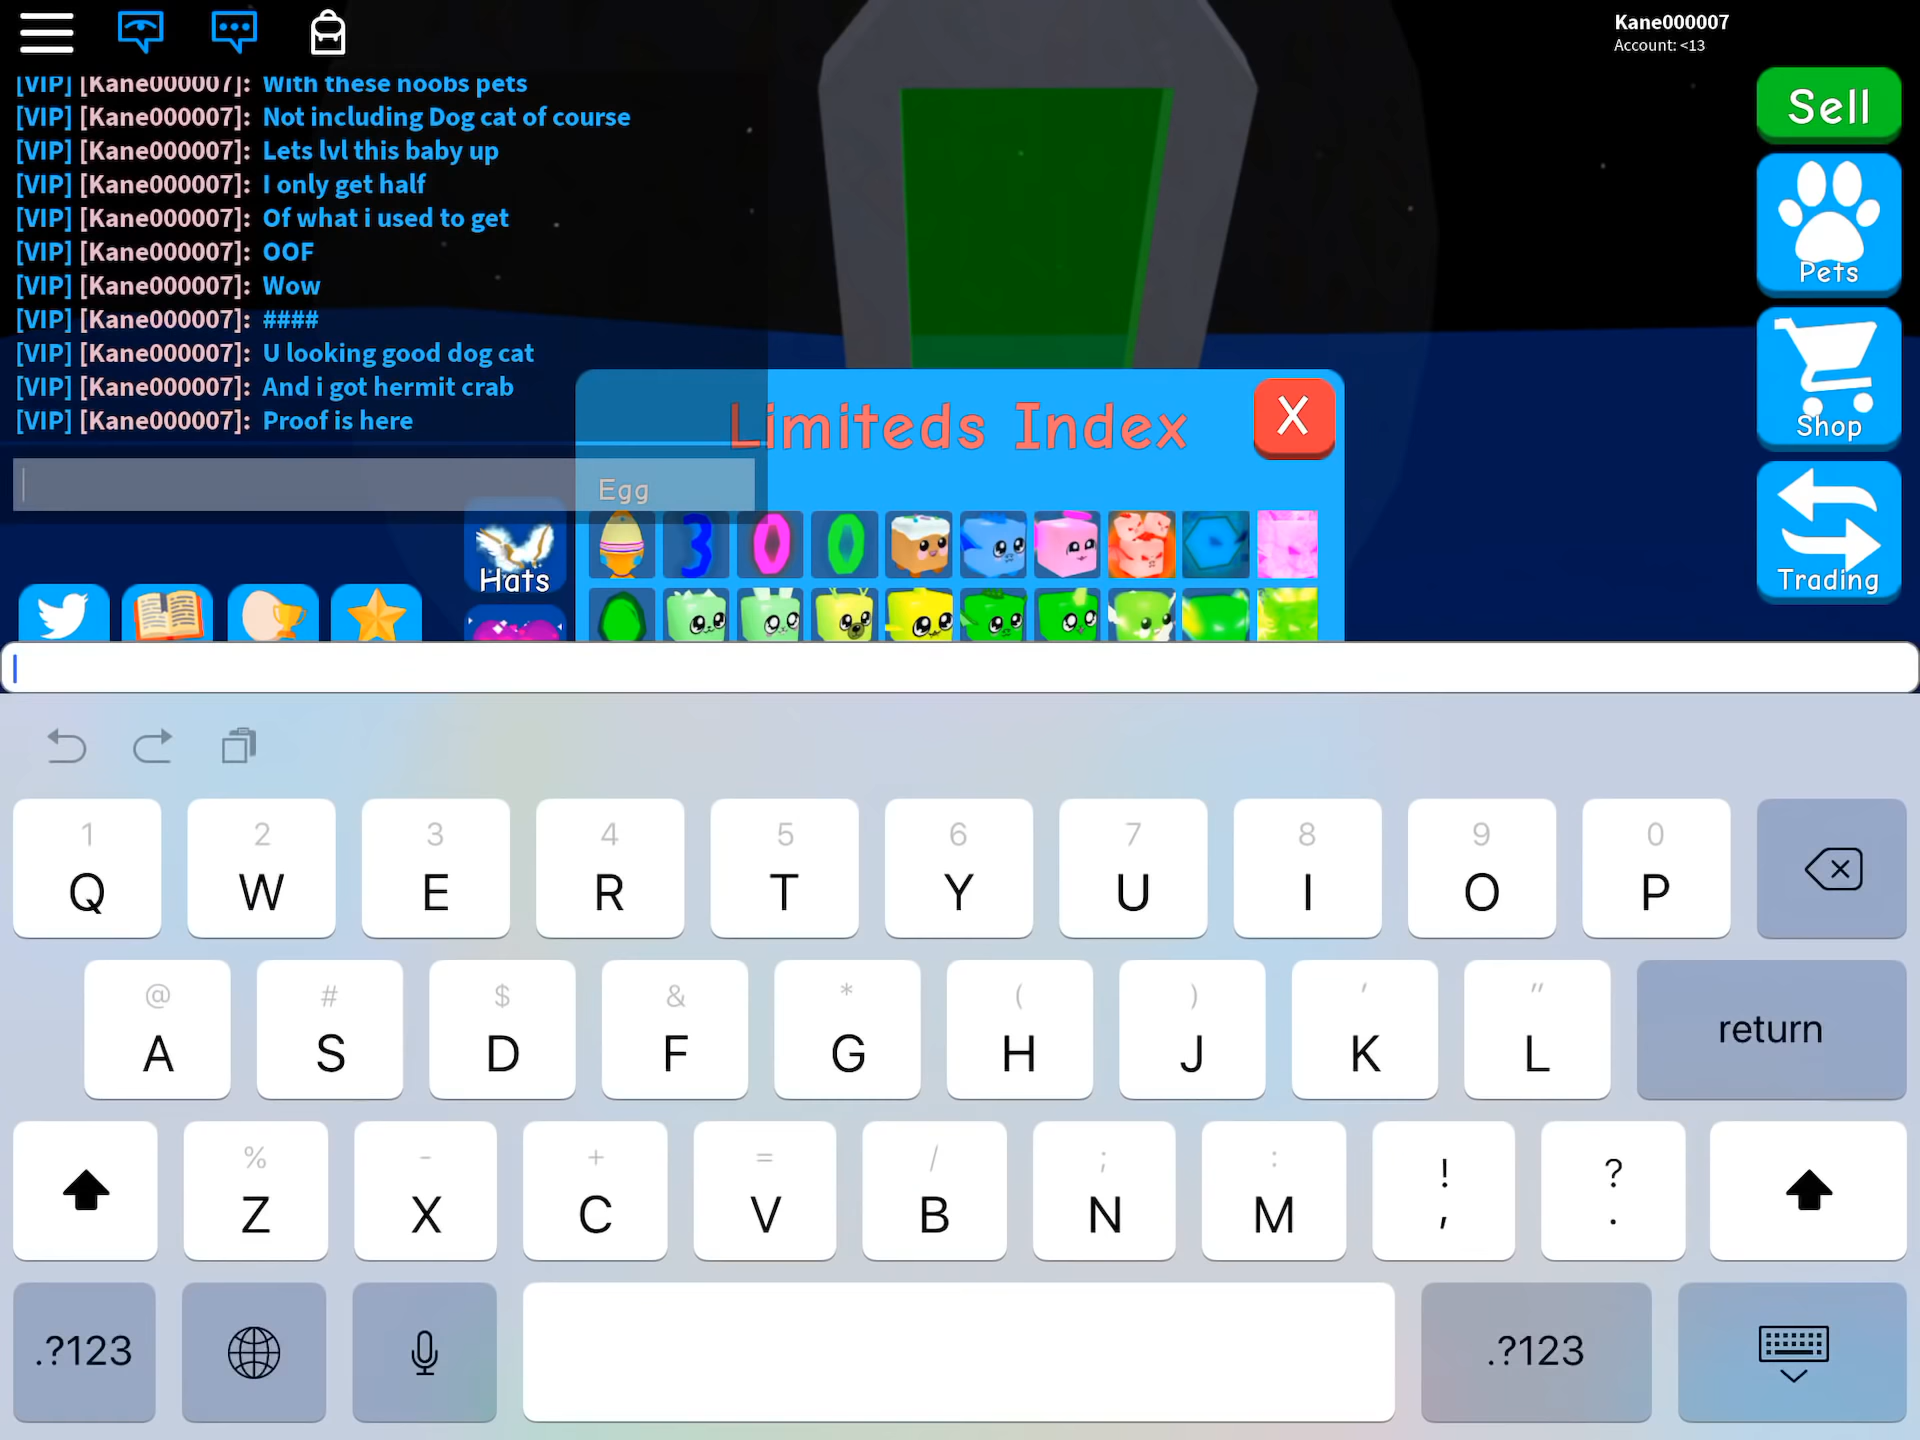 Kane000007
Account: <13
[VIP] [Kane000007]: With these noobs pets
[VIP] [Kane000007]: Not including Dog cat of course
[VIP] [Kane000007]: Lets lvl this baby up
[VIP] [Kane000007]: I only get half
[VIP] [Kane000007]: Of what i used to get
[VIP] [Kane000007]: OOF
[VIP] [Kane000007]: Wow
[VIP] [Kane000007]: ####
[VIP] [Kane000007]: U looking good dog cat
[VIP] [Kane000007]: And i got hermit crab
[VIP] [Kane000007]: Proof is here
Sell
Pets
Shop
Trading
Limiteds Index
X
Egg
3 0 0
Hats
1 2 3 4 5 6 7 8 9 0
Q W E R T Y U I O P
@ # $ & * ( ) ' "
A S D F G H J K L return
% - + = / ; : ! ?
Z X C V B N M , .
.?123 .?123